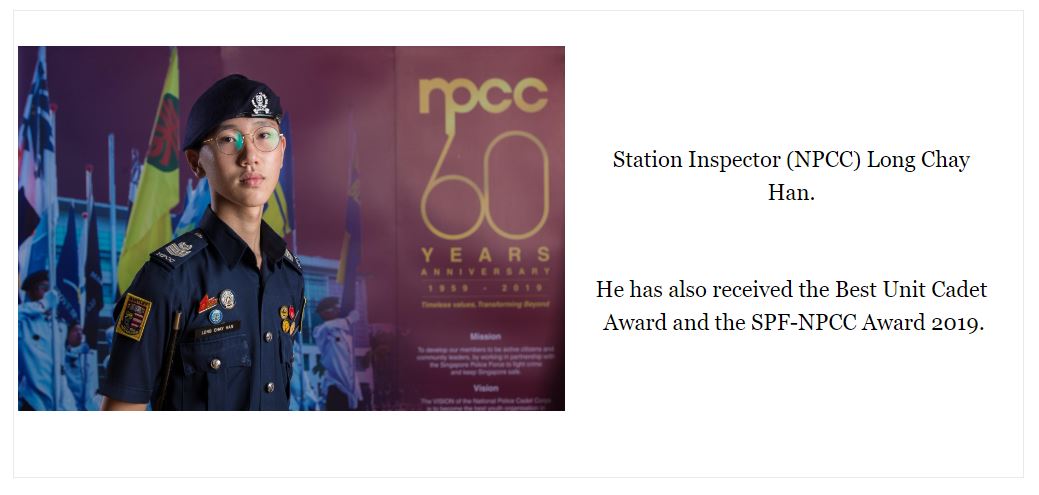 npcc
60
YEARS
ANNIVERSARY
1959 - 2019
Timeless values, Transforming Beyond
Mission
To develop our members to be active citizens and
community leaders, by working in partnership with
the Singapore Police Force to fight crime
and keep Singapore safe.
Vision
The VISION of the National Police Cadet Corps
is to become the best youth organisation in
NPCC
LONG CHAY HAN
Station Inspector (NPCC) Long Chay
Han.
He has also received the Best Unit Cadet
Award and the SPF-NPCC Award 2019.